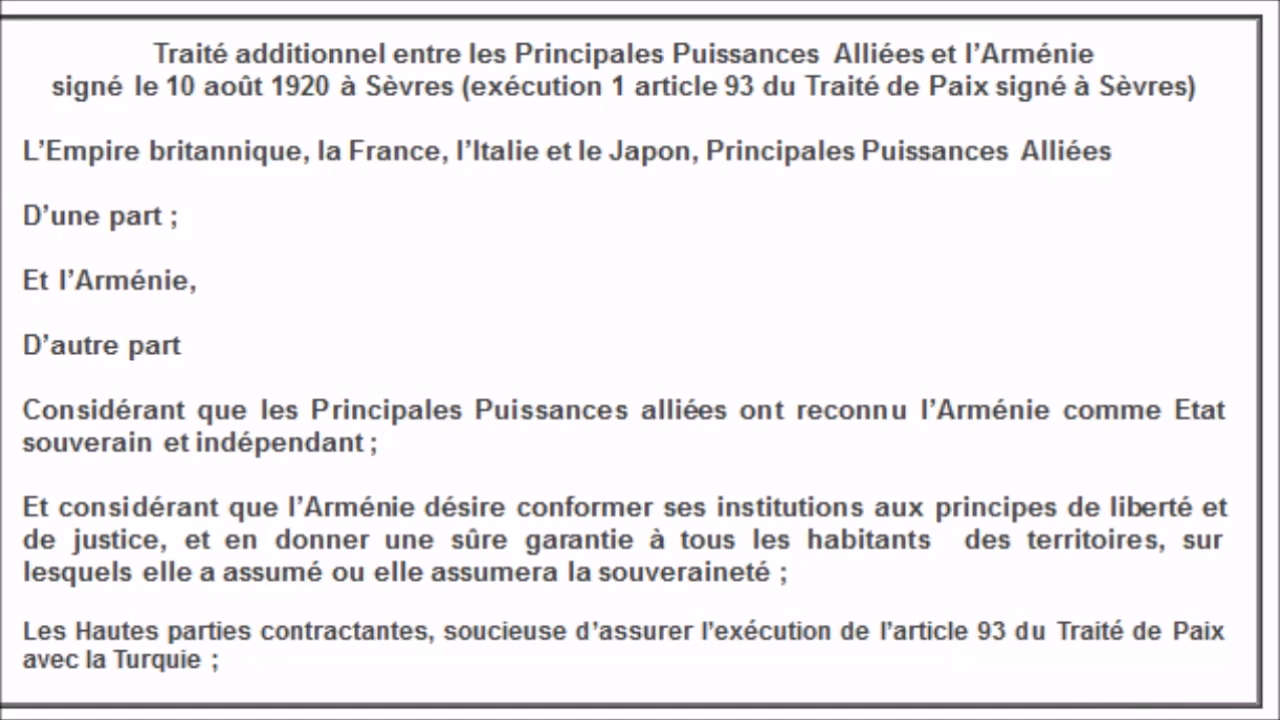 Traité additionnel entre les Principales Puissances Alliées et l’Arménie
signé le 10 août 1920 à Sèvres (exécution 1 article 93 du Traité de Paix signé à Sèvres)
L’Empire britannique, la France, l’Italie et le Japon, Principales Puissances Alliées
D’une part ;
Et l’Arménie,
D’autre part
Considérant que les Principales Puissances alliées ont reconnu l’Arménie comme Etat
souverain et indépendant ;
Et considérant que l’Arménie désire conformer ses institutions aux principes de liberté et
de justice, et en donner une sûre garantie à tous les habitants des territoires, sur
lesquels elle a assumé ou elle assumera la souveraineté ;
Les Hautes parties contractantes, soucieuse d’assurer l’exécution de l’article 93 du Traité de Paix
avec la Turquie ;